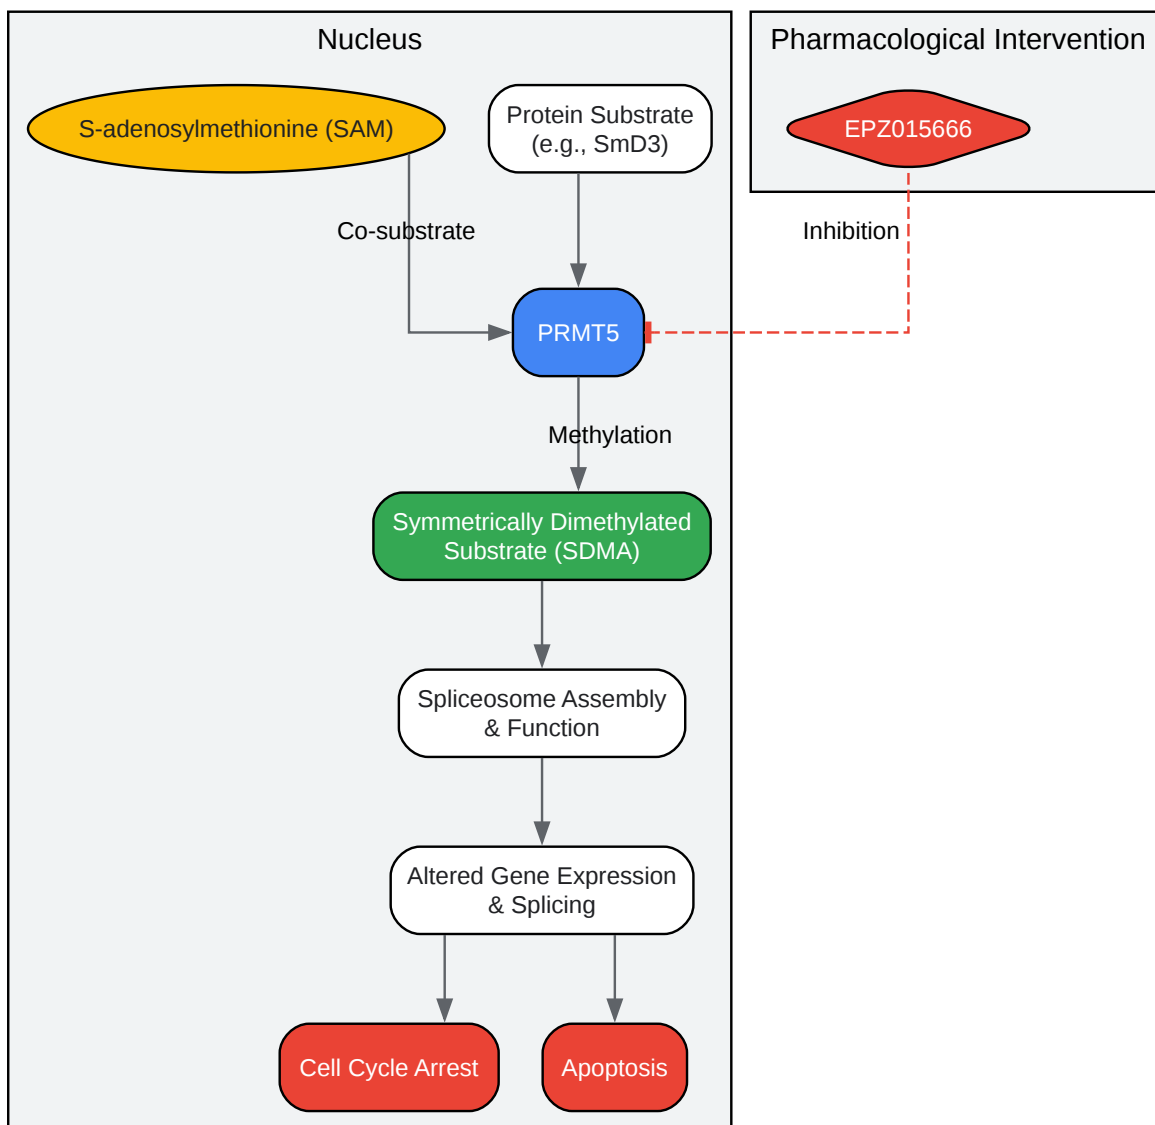 Nucleus
Pharmacological Intervention
S-adenosylmethionine (SAM)
Protein Substrate
(e.g., SmD3)
EPZ015666
Co-substrate
Inhibition
PRMT5
Methylation
Symmetrically Dimethylated
Substrate (SDMA)
Spliceosome Assembly
& Function
Altered Gene Expression
& Splicing
Cell Cycle Arrest
Apoptosis